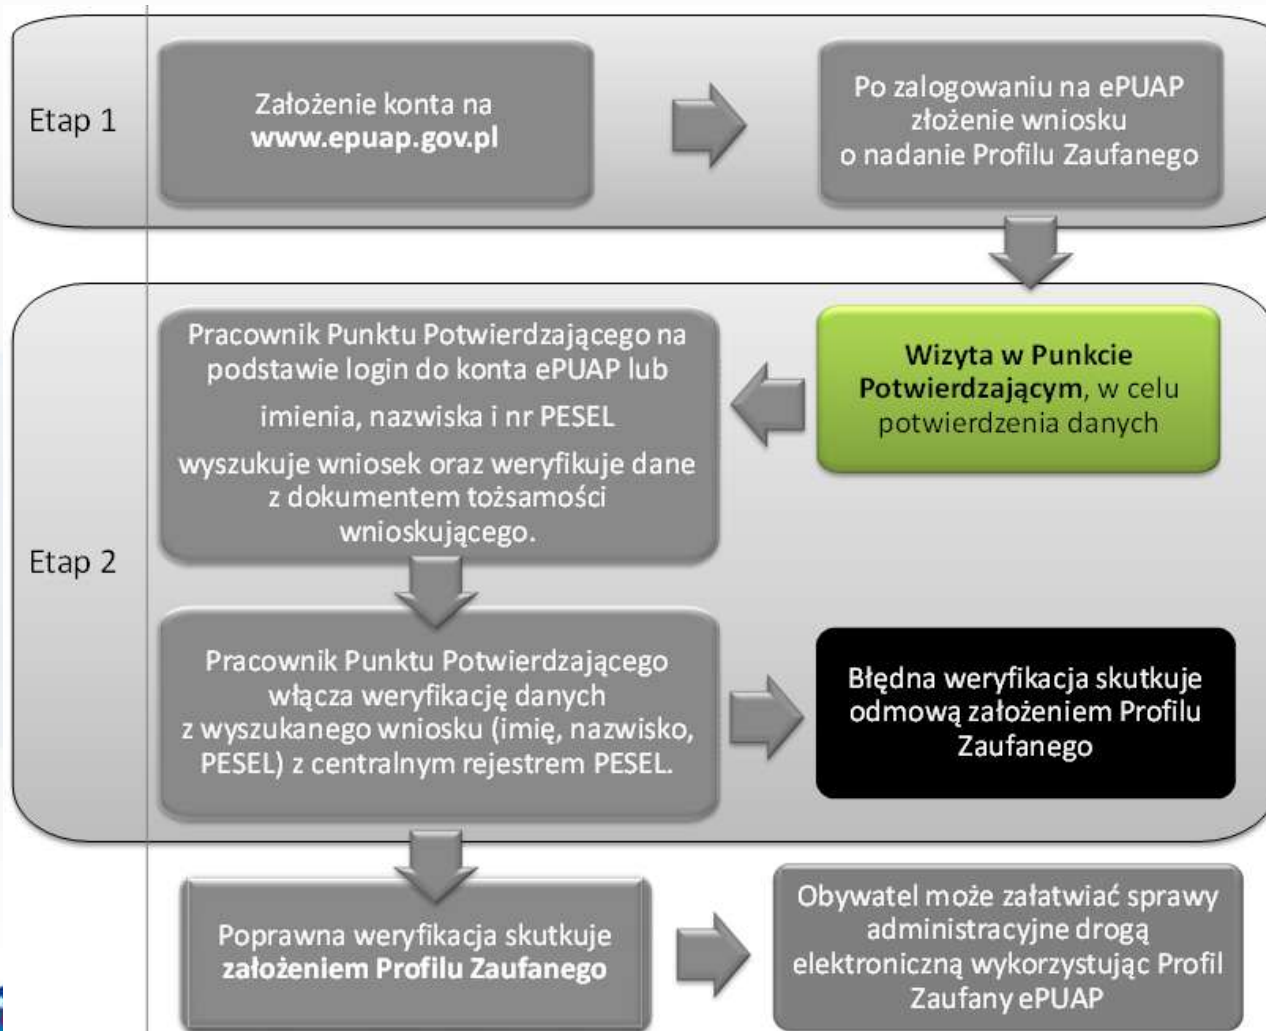 Etap 1
Założenie konta na
www.epuap.gov.pl
Po zalogowaniu na ePUAP
złożenie wniosku
o nadanie Profilu Zaufanego
Etap 2
Wizyta w Punkcie
Potwierdzającym, w celu
potwierdzenia danych
Pracownik Punktu Potwierdzającego na
podstawie login do konta ePUAP lub
imienia, nazwiska i nr PESEL
wyszukuje wniosek oraz weryfikuje dane
z dokumentem tożsamości
wnioskującego.
Pracownik Punktu Potwierdzającego
włącza weryfikację danych
z wyszukanego wniosku (imię, nazwisko,
PESEL) z centralnym rejestrem PESEL.
Błędna weryfikacja skutkuje
odmową założeniem Profilu
Zaufanego
Poprawna weryfikacja skutkuje
założeniem Profilu Zaufanego
Obywatel może załatwiać sprawy
administracyjne drogą
elektroniczną wykorzystując Profil
Zaufany ePUAP